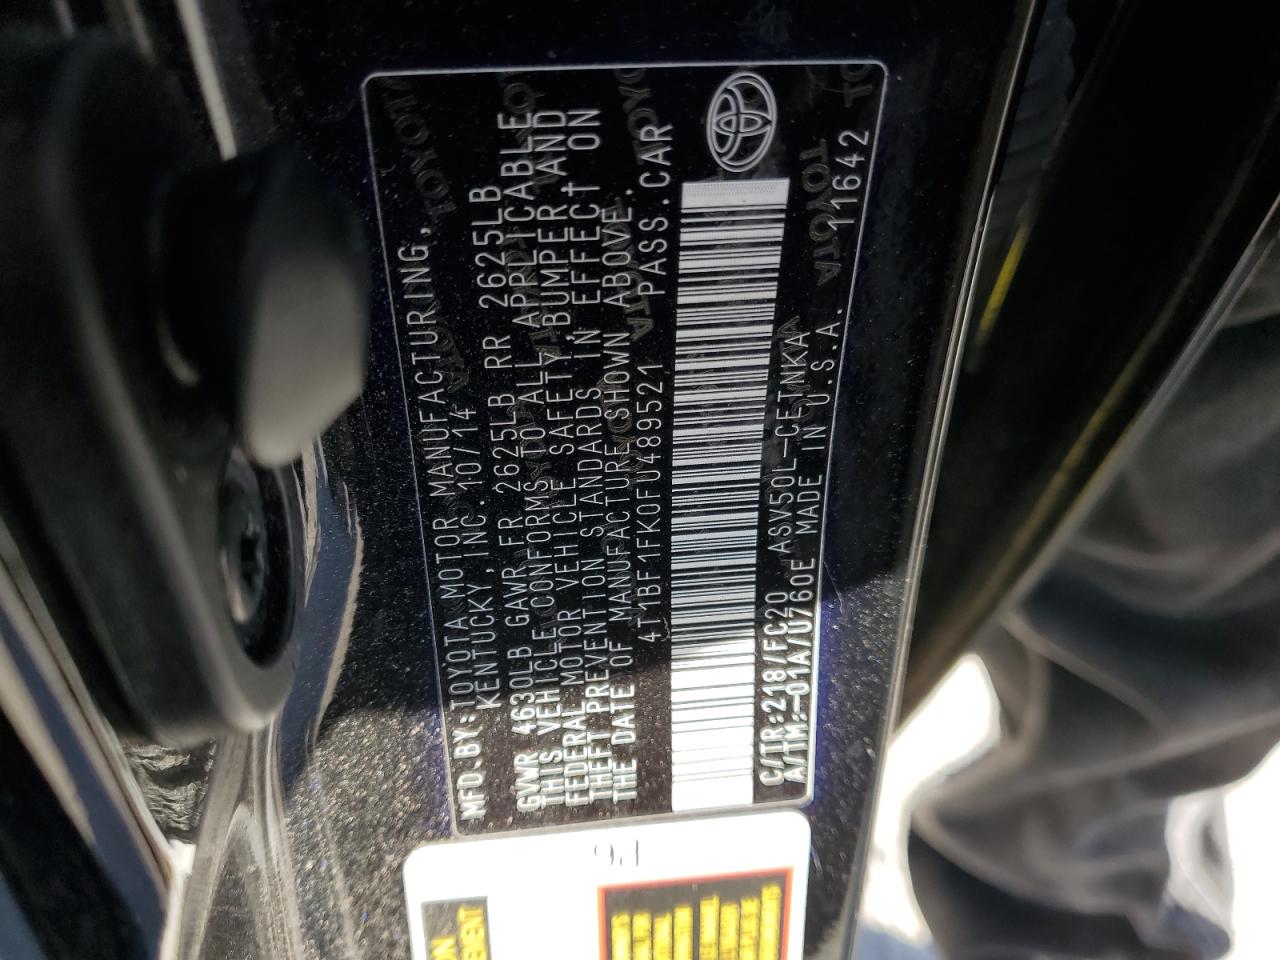 MFD.BY:TOYOTA MOTOR MANUFACTURING,
KENTUCKY,INC.10/14
GVWR 4630LB GAWR FR 2625LB RR 2625LB
THIS VEHICLE CONFORMS TO ALL APPLICABLE
FEDERAL MOTOR VEHICLE SAFETY,BUMPER AND
THEFT PREVENTION STANDARDS IN EFFECT ON
THE DATE OF MANUFACTURE SHOWN ABOVE.
4T1BF1FK0FU489521 PASS.CAR
C/TR:218/FC20 ASV50L-CETNKA
A/TM:-01A/U760E MADE IN U.S.A. 11642